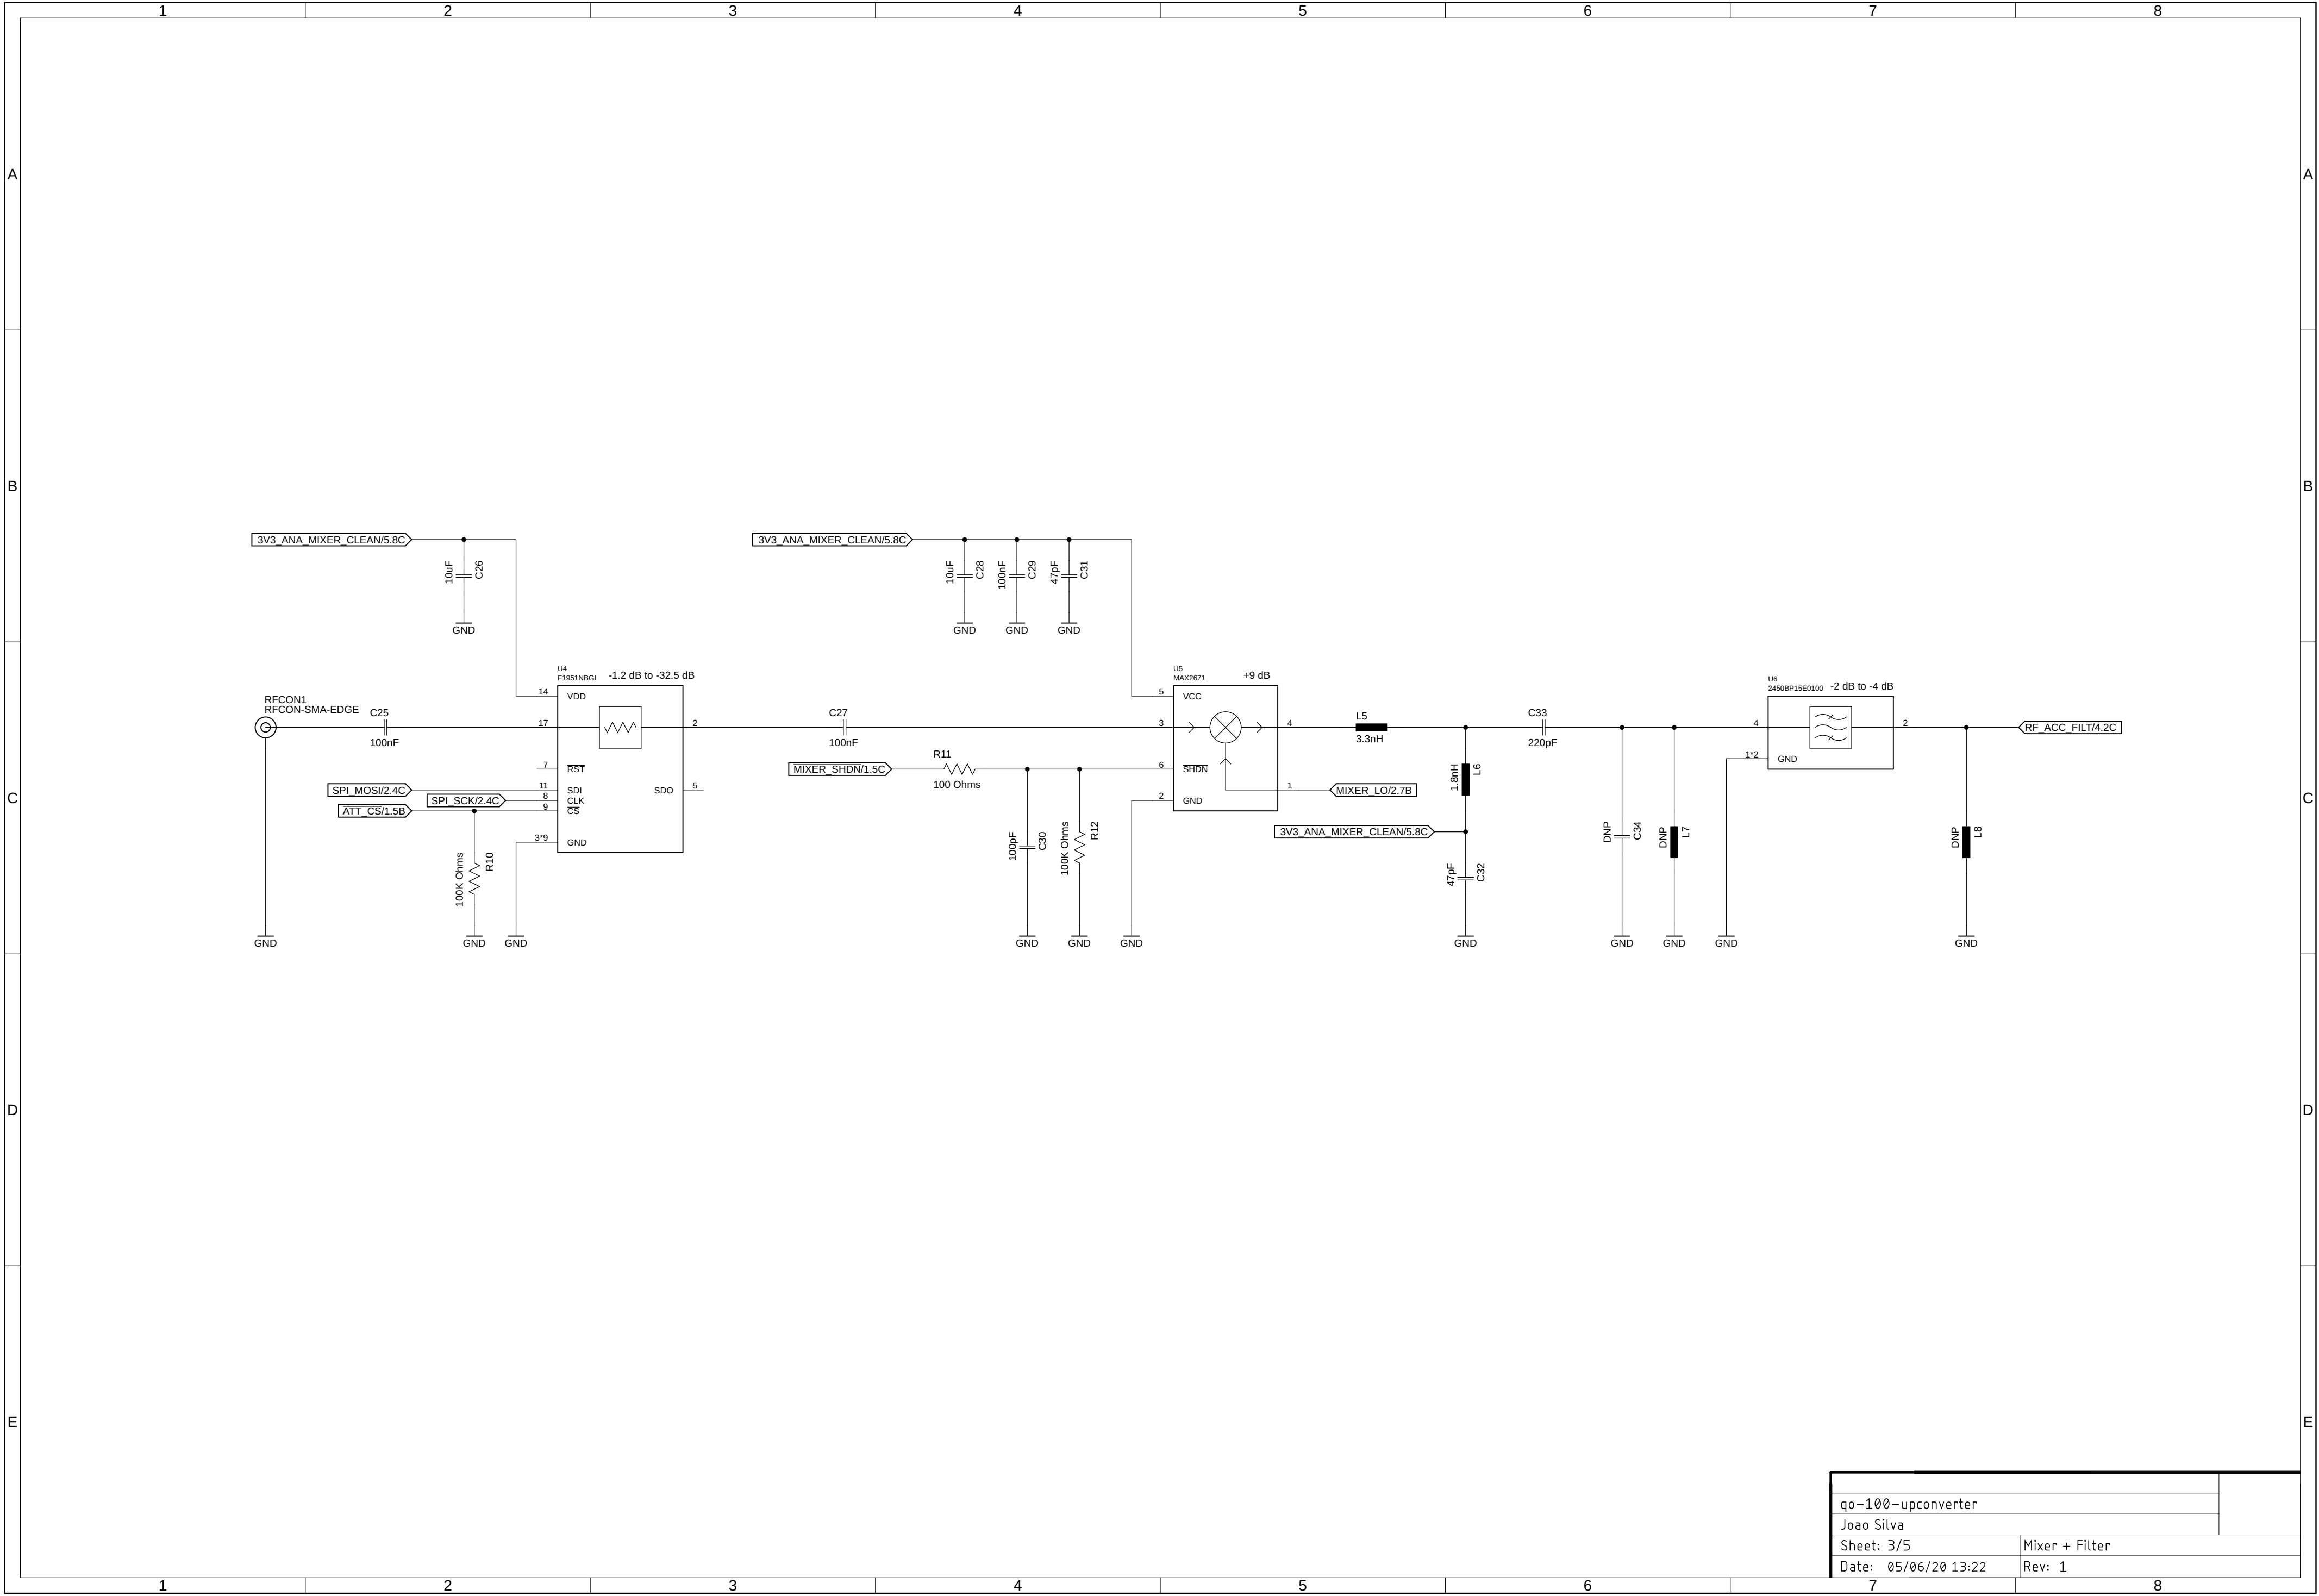 1 2 3 4 5 6 7 8
A A
B B
3V3_ANA_MIXER_CLEAN/5.8C
10uF
C26
GND
3V3_ANA_MIXER_CLEAN/5.8C
10uF
C28
100nF
C29
47pF
C31
GND
GND
GND
C C
RFCON1
RFCON-SMA-EDGE
GND
C25
100nF
U4
F1951NBGI
-1.2 dB to -32.5 dB
14 VDD
17
2
7 RST
11 SDI
8 CLK
9 CS
SDO 5
3*9 GND
SPI_MOSI/2.4C
SPI_SCK/2.4C
ATT_CS/1.5B
100K Ohms
R10
GND
GND
C27
100nF
MIXER_SHDN/1.5C
R11
100 Ohms
100pF
C30
100K Ohms
R12
GND
GND
GND
U5
MAX2671
+9 dB
5 VCC
3
4
6 SHDN
1
2 GND
MIXER_LO/2.7B
L5
3.3nH
1.8nH
L6
3V3_ANA_MIXER_CLEAN/5.8C
47pF
C32
GND
C33
220pF
DNP
C34
DNP
L7
GND
GND
GND
U6
2450BP15E0100
-2 dB to -4 dB
4
2
1*2 GND
DNP
L8
GND
RF_ACC_FILT/4.2C
D D
E E
qo-100-upconverter
Joao Silva
Sheet: 3/5
Mixer + Filter
Date: 05/06/20 13:22
Rev: 1
1 2 3 4 5 6 7 8